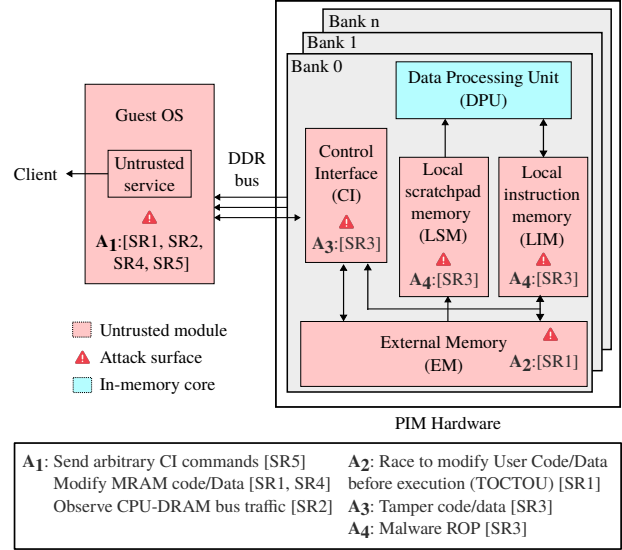 Bank n
Bank 1
Bank 0
Data Processing Unit
(DPU)
Guest OS
Untrusted
service
Client
A1:[SR1, SR2,
SR4, SR5]
DDR
bus
Control
Interface
(CI)
A3:[SR3]
Local
scratchpad
memory
(LSM)
A4:[SR3]
Local
instruction
memory
(LIM)
A4:[SR3]
External Memory
(EM)
A2:[SR1]
Untrusted module
Attack surface
In-memory core
PIM Hardware
A1: Send arbitrary CI commands [SR5]
Modify MRAM code/Data [SR1, SR4]
Observe CPU-DRAM bus traffic [SR2]
A2: Race to modify User Code/Data
before execution (TOCTOU) [SR1]
A3: Tamper code/data [SR3]
A4: Malware ROP [SR3]